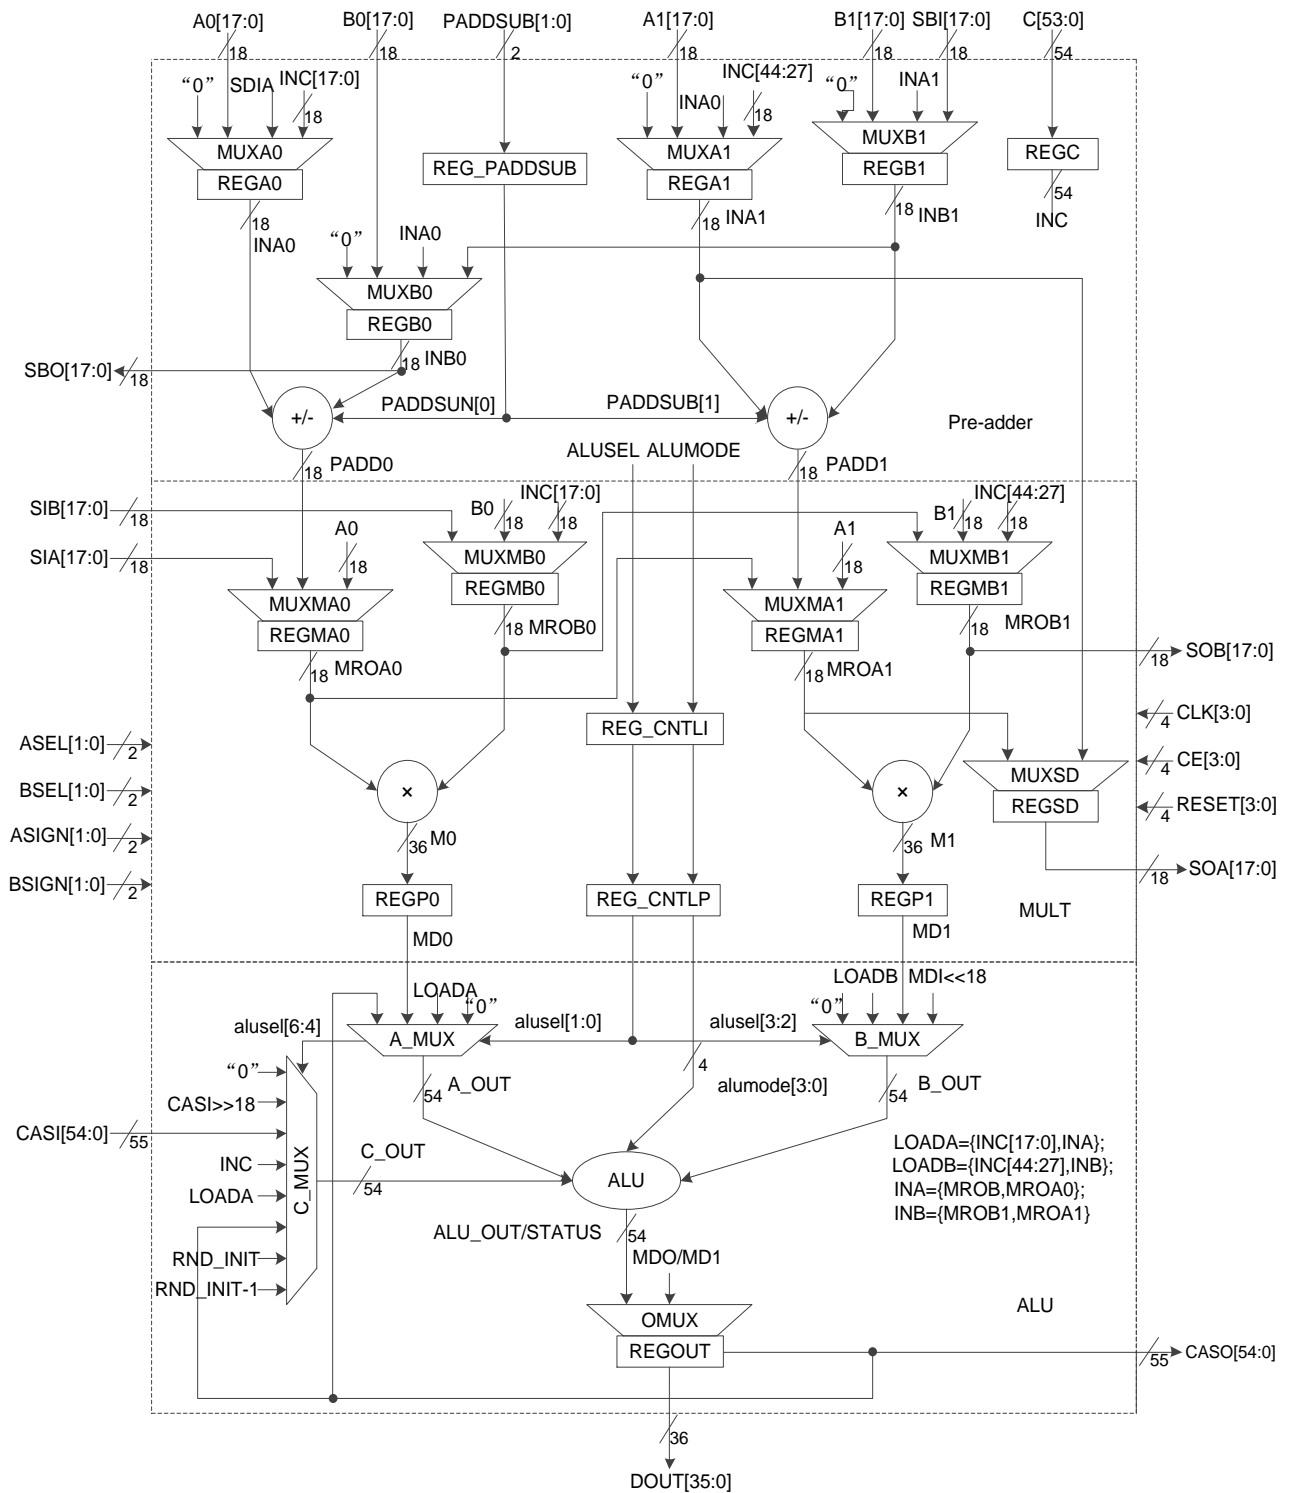 A0[17:0]
B0[17:0]
PADDSUB[1:0]
A1[17:0]
B1[17:0]
SBI[17:0]
C[53:0]
18
18
2
18
18
18
54
“0”
SDIA
INC[17:0]
18
“0”
INA0
INC[44:27]
18
“0”
INA1
MUXA0
REGA0
REG_PADDSUB
MUXA1
REGA1
MUXB1
REGB1
REGC
18
INA0
18
INA1
18
INB1
54
INC
“0”
INA0
MUXB0
REGB0
18
INB0
SBO[17:0]
18
+/-
PADDSUN[0]
PADDSUB[1]
+/-
Pre-adder
18
PADD0
ALUSEL
ALUMODE
18
PADD1
SIB[17:0]
18
B0
18
INC[17:0]
18
B1
18
INC[44:27]
18
SIA[17:0]
18
A0
18
MUXMB0
REGMB0
A1
18
MUXMB1
REGMB1
MUXMA0
REGMA0
18
MROB0
MUXMA1
REGMA1
18
MROB1
18
MROA0
18
MROA1
18
SOB[17:0]
ASEL[1:0]
2
REG_CNTLI
4
CLK[3:0]
BSEL[1:0]
2
×
×
MUXSD
REGSD
4
CE[3:0]
ASIGN[1:0]
2
36
M0
36
M1
4
RESET[3:0]
BSIGN[1:0]
2
REGP0
REG_CNTLP
REGP1
18
SOA[17:0]
MULT
MD0
MD1
LOADA
“0”
“0”
LOADB
MDI<<18
alusel[6:4]
A_MUX
alusel[1:0]
alusel[3:2]
B_MUX
“0”
54
A_OUT
4
alumode[3:0]
54
B_OUT
CASI>>18
CASI[54:0]
55
INC
LOADA
RND_INIT
RND_INIT-1
C_MUX
C_OUT
54
ALU
LOADA={INC[17:0],INA};
LOADB={INC[44:27],INB};
INA={MROB,MROA0};
INB={MROB1,MROA1}
ALU_OUT/STATUS
54
MDO/MD1
OMUX
REGOUT
ALU
55
CASO[54:0]
36
DOUT[35:0]